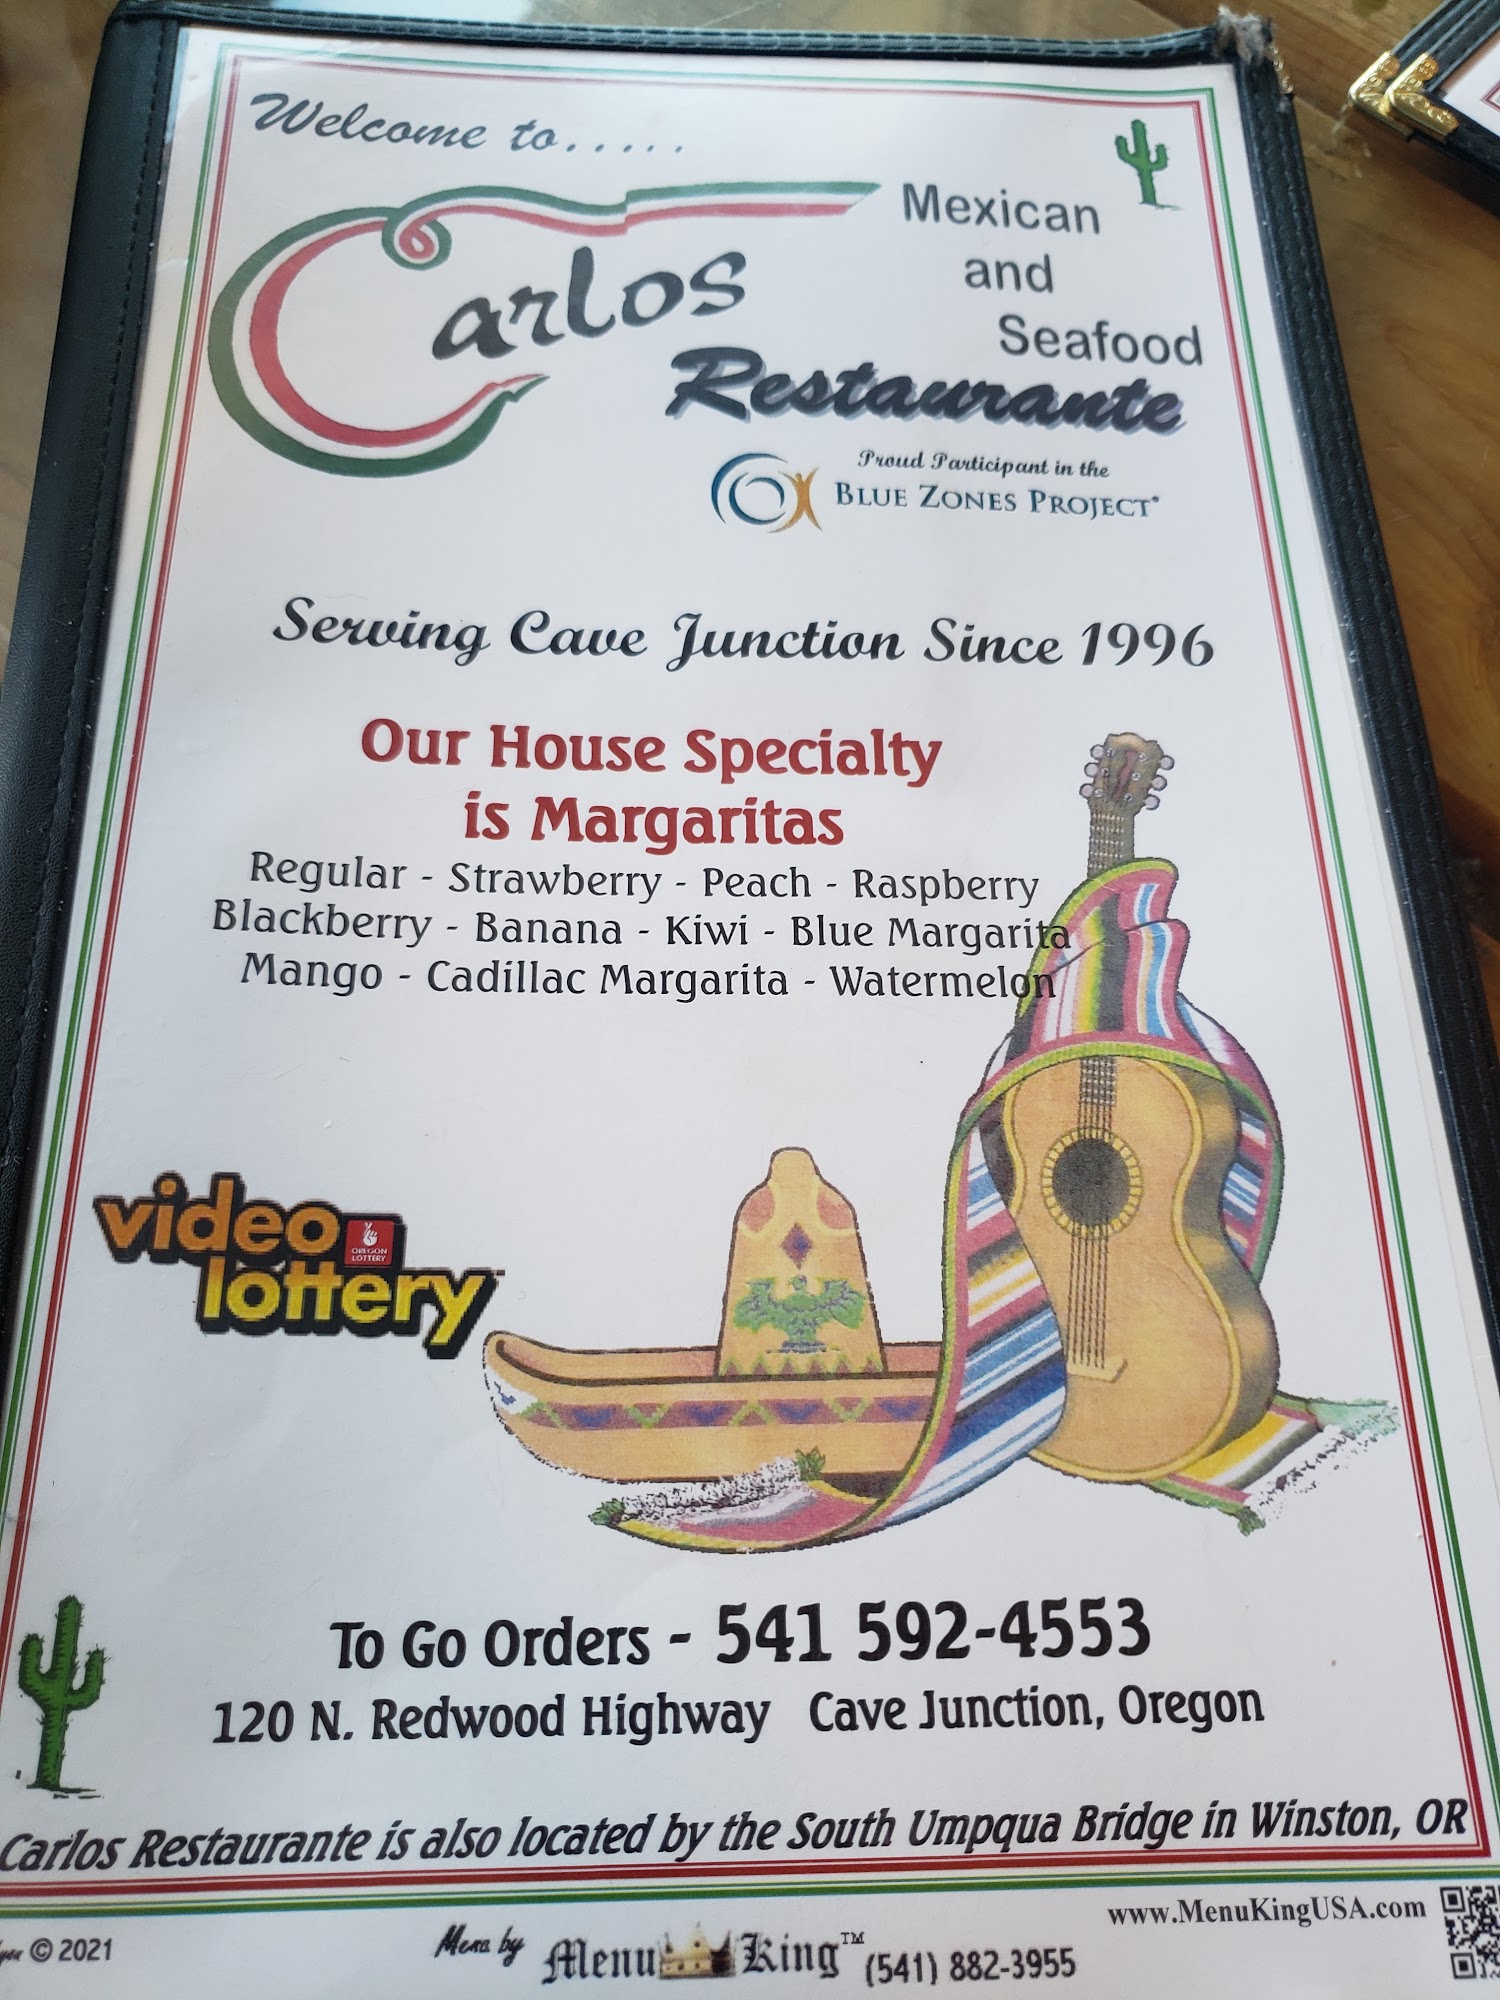 Welcome to.....
Carlos
Mexican
and
Seafood
Restaurante
Proud Participant in the
BLUE ZONES PROJECT®
Serving Cave Junction Since 1996
Our House Specialty
is Margaritas
Regular - Strawberry - Peach - Raspberry
Blackberry - Banana - Kiwi - Blue Margarita
Mango - Cadillac Margarita - Watermelon
video
OREGON
LOTTERY
lottery
To Go Orders - 541 592-4553
120 N. Redwood Highway Cave Junction, Oregon
Carlos Restaurante is also located by the South Umpqua Bridge in Winston, OR
www.MenuKingUSA.com
© 2021
Menu by
Menu King™ (541) 882-3955